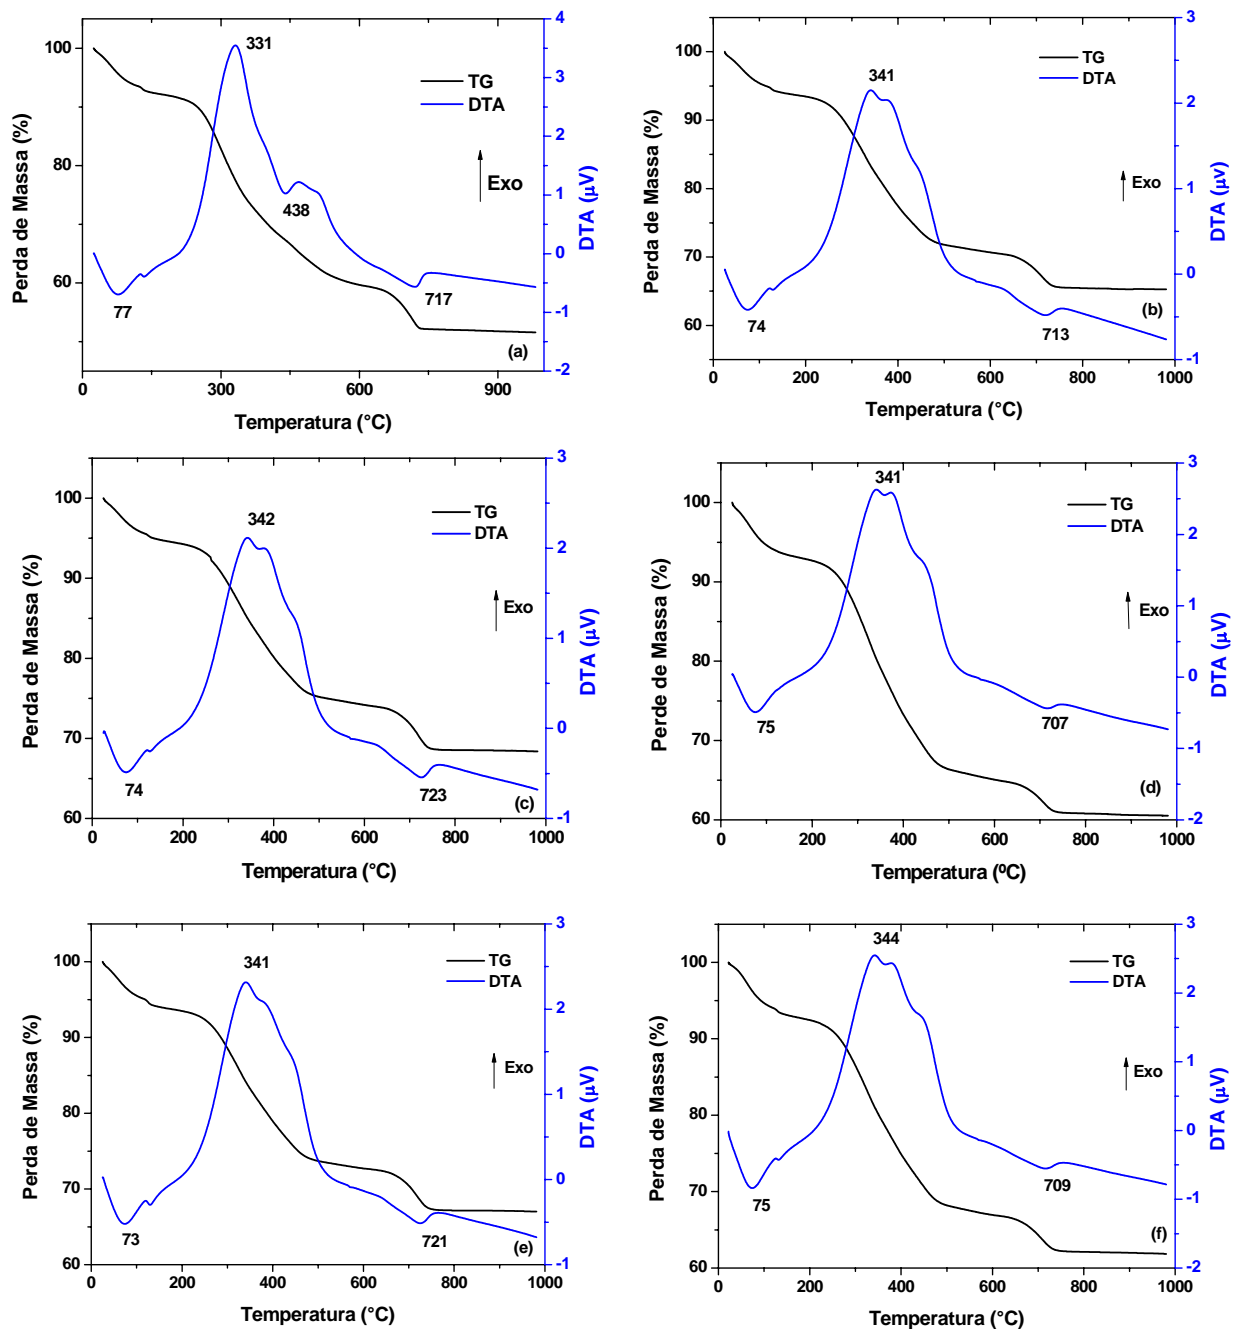 331
TG
DTA
Exo
438
77
717
(a)
100
80
60
Perda de Massa (%)
4
3
2
1
0
-1
-2
DTA (µV)
0
300
600
900
Temperatura (°C)
341
TG
DTA
Exo
74
713
(b)
100
95
90
85
80
75
70
65
60
Perda de Massa (%)
3
2
1
0
-1
DTA (µv)
0
200
400
600
800
1000
Temperatura (°C)
342
TG
DTA
Exo
74
723
(c)
100
90
80
70
60
Perda de Massa (%)
3
2
1
0
-1
DTA (µV)
0
200
400
600
800
1000
Temperatura (°C)
341
TG
DTA
Exo
75
707
(d)
100
90
80
70
60
Perde de Massa (%)
3
2
1
0
-1
-2
DTA (µV)
0
200
400
600
800
1000
Temperatura (ºC)
341
TG
DTA
Exo
73
721
(e)
100
90
80
70
60
Perda de Massa (%)
3
2
1
0
-1
DTA (µV)
0
200
400
600
800
1000
Temperatura (°C)
344
TG
DTA
Exo
75
709
(f)
100
90
80
70
60
Perda de Massa (%)
3
2
1
0
-1
-2
DTA (µV)
0
200
400
600
800
1000
Temperatura (°C)